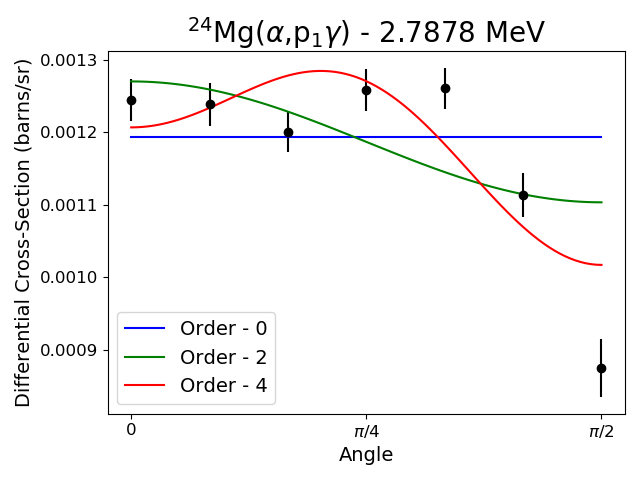 ²⁴Mg(α,p₁γ) - 2.7878 MeV
Differential Cross-Section (barns/sr)
0.0013
0.0012
0.0011
0.0010
0.0009
Order - 0
Order - 2
Order - 4
0
π/4
π/2
Angle